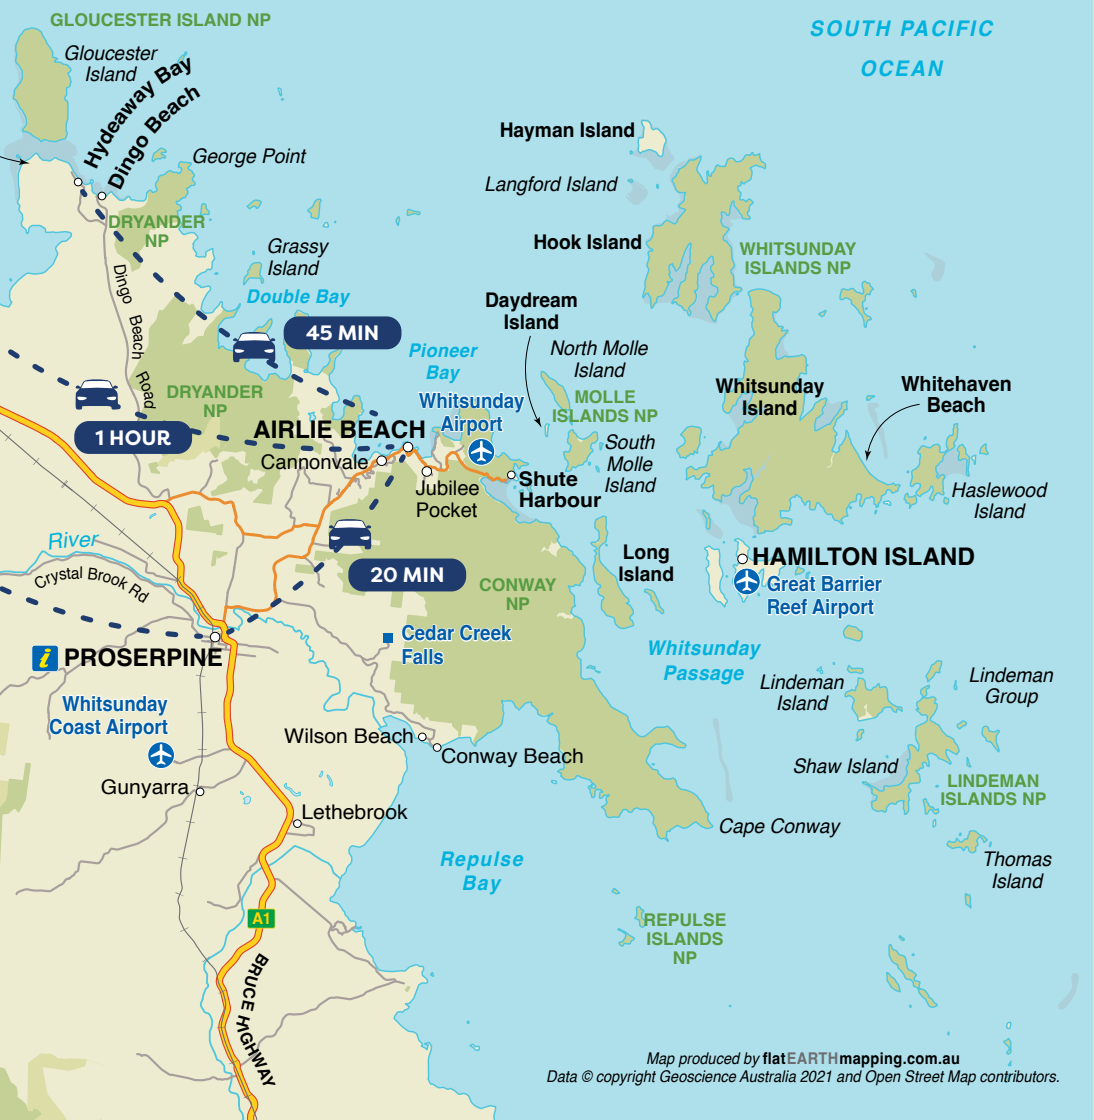 GLOUCESTER ISLAND NP
Gloucester
Island
Hydeaway Bay
Dingo Beach
George Point
DRYANDER
NP
Grassy
Island
Double Bay
Dingo Beach Road
45 MIN
DRYANDER
NP
1 HOUR
SOUTH PACIFIC
OCEAN
Hayman Island
Langford Island
Hook Island
WHITSUNDAY
ISLANDS NP
Daydream
Island
North Molle
Island
MOLLE
ISLANDS NP
Pioneer
Bay
Whitsunday
Airport
AIRLIE BEACH
Cannonvale
Jubilee
Pocket
Shute
Harbour
South
Molle
Island
Whitsunday
Island
Whitehaven
Beach
Haslewood
Island
Long
Island
HAMILTON ISLAND
Great Barrier
Reef Airport
River
Crystal Brook Rd
20 MIN
CONWAY
NP
Cedar Creek
Falls
i PROSERPINE
Whitsunday
Coast Airport
Gunyarra
Lethebrook
Wilson Beach
Conway Beach
Whitsunday
Passage
Lindeman
Island
Lindeman
Group
Shaw Island
LINDEMAN
ISLANDS NP
Cape Conway
Thomas
Island
Repulse
Bay
REPULSE
ISLANDS
NP
A1
BRUCE HIGHWAY
Map produced by flatEARTHmapping.com.au
Data © copyright Geoscience Australia 2021 and Open Street Map contributors.